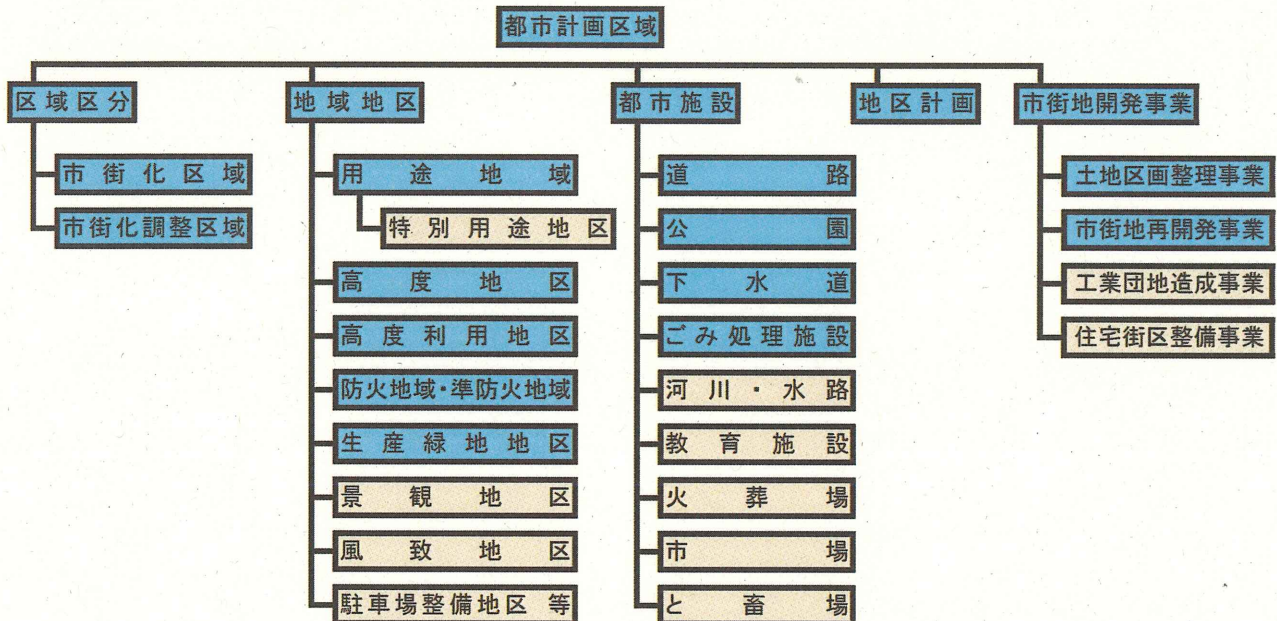 都市計画区域
区域区分
市街化区域
市街化調整区域
地域地区
用途地域
特別用途地区
高度地区
高度利用地区
防火地域・準防火地域
生産緑地地区
景観地区
風致地区
駐車場整備地区 等
都市施設
道路
公園
下水道
ごみ処理施設
河川・水路
教育施設
火葬場
市場
と畜場
地区計画
市街地開発事業
土地区画整理事業
市街地再開発事業
工業団地造成事業
住宅街区整備事業